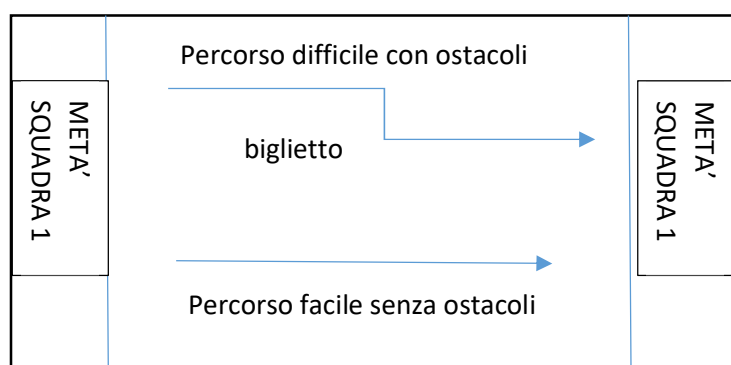 Percorso difficile con ostacoli
META’
SQUADRA 1
biglietto
META’
SQUADRA 1
Percorso facile senza ostacoli